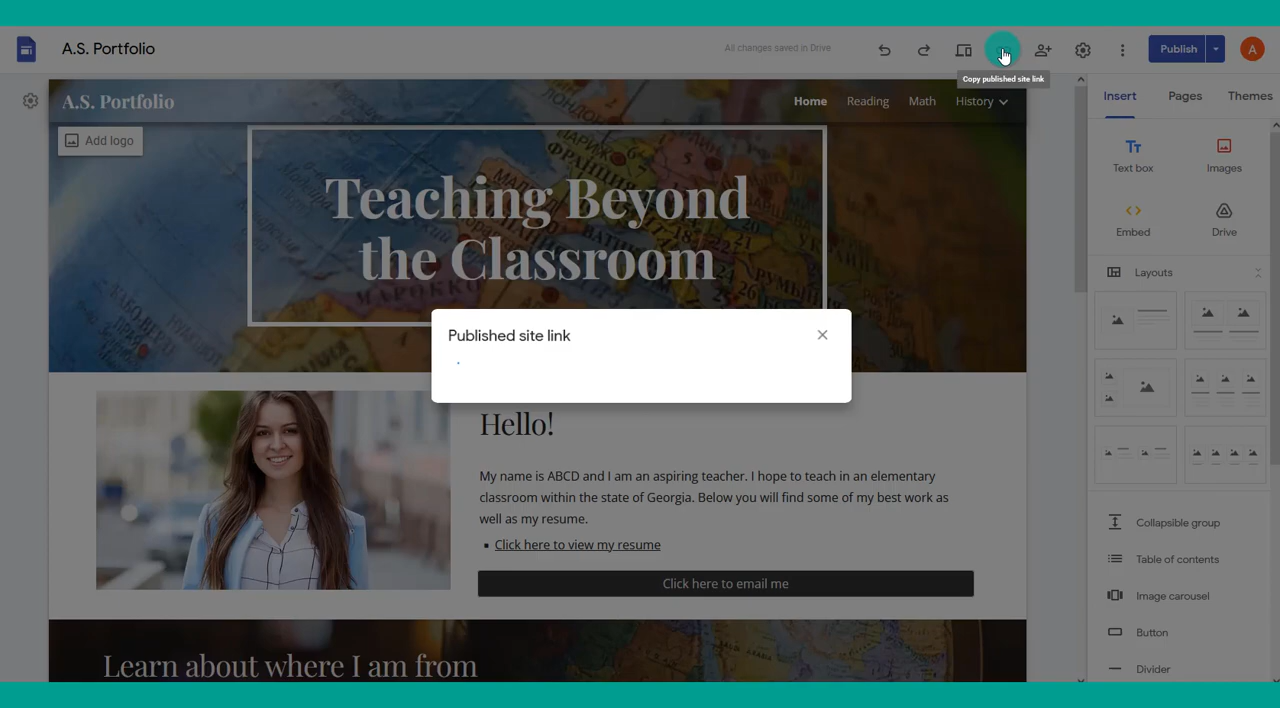 A.S. Portfolio
All changes saved in Drive
Publish
A
Copy published site link
A.S. Portfolio
Home
Reading
Math
History
Insert
Pages
Themes
Add logo
Teaching Beyond
the Classroom
Text box
Images
Embed
Drive
Layouts
Published site link
Hello!
My name is ABCD and I am an aspiring teacher. I hope to teach in an elementary
classroom within the state of Georgia. Below you will find some of my best work as
well as my resume.
Click here to view my resume
Click here to email me
Collapsible group
Table of contents
Image carousel
Button
Divider
Learn about where I am from